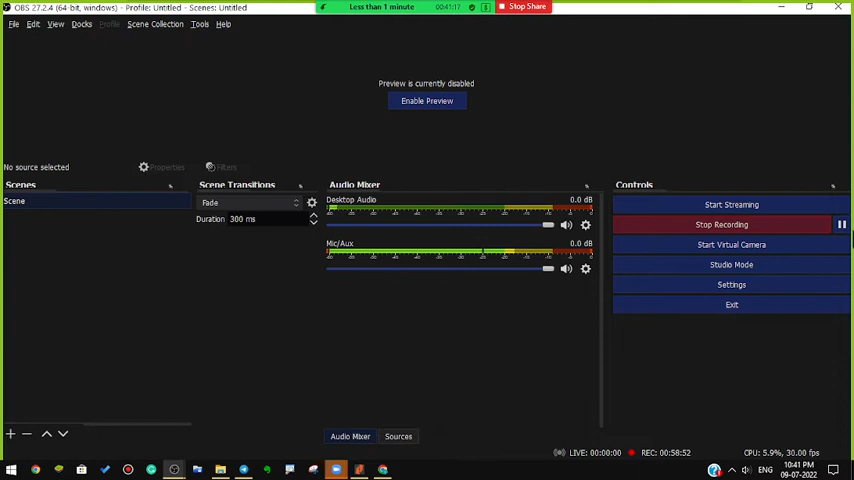 OBS 27.2.4 (64-bit, windows) - Profile: Untitled - Scenes: Untitled
Less than 1 minute
00:41:17
Stop Share
File Edit View Docks Profile Scene Collection Tools Help
Preview is currently disabled
Enable Preview
No source selected
Properties
Filters
Scenes
Scene
Scene Transitions
Fade
Duration 300 ms
Audio Mixer
Desktop Audio 0.0 dB
Mic/Aux 0.0 dB
Audio Mixer
Sources
Controls
Start Streaming
Stop Recording
Start Virtual Camera
Studio Mode
Settings
Exit
LIVE: 00:00:00
REC: 00:58:52
CPU: 5.9%, 30.00 fps
ENG
10:41 PM
09-07-2022